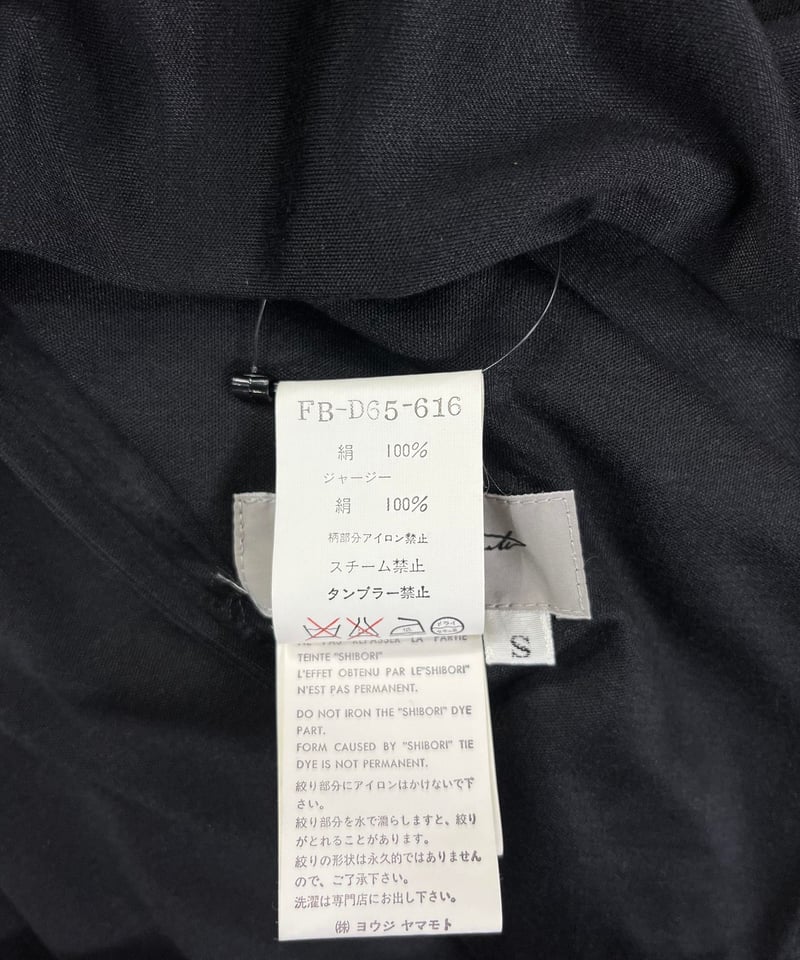 FB-D65-616
絹 100%
ジャージー
絹 100%
柄部分アイロン禁止
スチーム禁止
タンブラー禁止
S
NE PAS REPASSER LA PARTIE
TEINTE "SHIBORI"
L'EFFET OBTENU PAR LE"SHIBORI"
N'EST PAS PERMANENT.
DO NOT IRON THE "SHIBORI" DYE
PART.
FORM CAUSED BY "SHIBORI" TIE
DYE IS NOT PERMANENT.
絞り部分にアイロンはかけないで下
さい。
絞り部分を水で濡らしますと、絞り
がとれることがあります。
絞りの形状は永久的ではありません
ので、ご了承下さい。
洗濯は専門店にお出し下さい。
㈱ ヨウジ ヤマモト